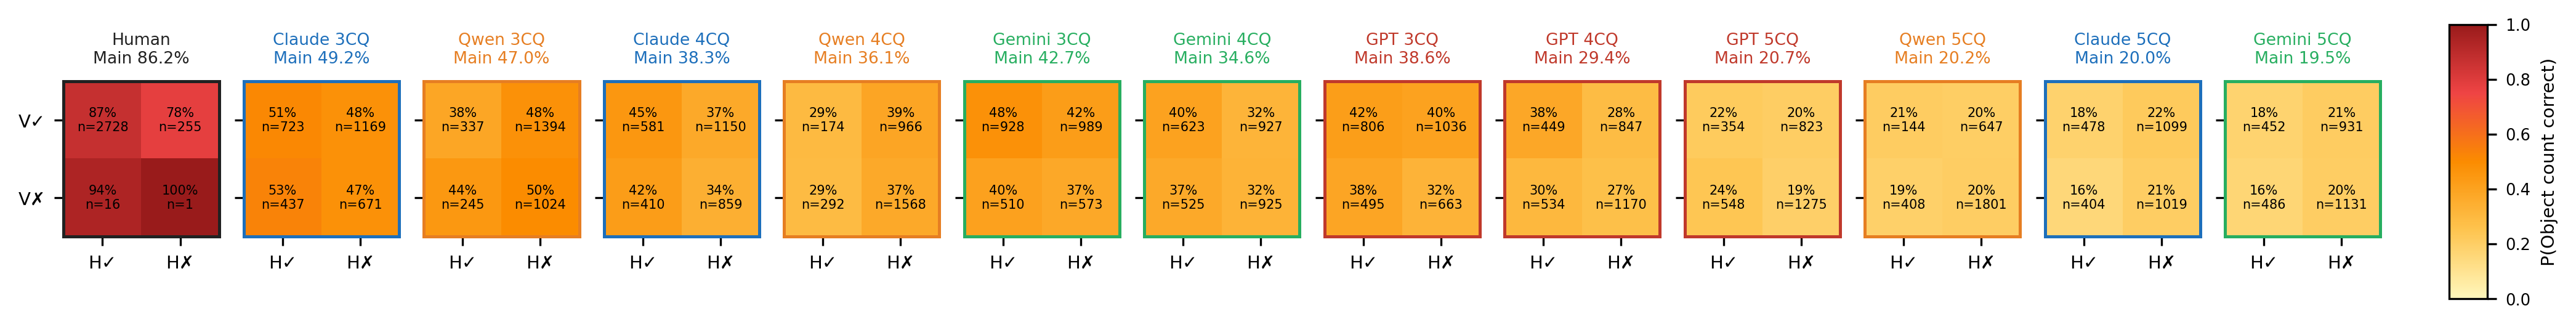 Human
Main 86.2%
Claude 3CQ
Main 49.2%
Qwen 3CQ
Main 47.0%
Claude 4CQ
Main 38.3%
Qwen 4CQ
Main 36.1%
Gemini 3CQ
Main 42.7%
Gemini 4CQ
Main 34.6%
GPT 3CQ
Main 38.6%
GPT 4CQ
Main 29.4%
GPT 5CQ
Main 20.7%
Qwen 5CQ
Main 20.2%
Claude 5CQ
Main 20.0%
Gemini 5CQ
Main 19.5%
V✓
V✗
87%
n=2728
78%
n=255
94%
n=16
100%
n=1
H✓ H✗
51%
n=723
48%
n=1169
53%
n=437
47%
n=671
H✓ H✗
38%
n=337
48%
n=1394
44%
n=245
50%
n=1024
H✓ H✗
45%
n=581
37%
n=1150
42%
n=410
34%
n=859
H✓ H✗
29%
n=174
39%
n=966
29%
n=292
37%
n=1568
H✓ H✗
48%
n=928
42%
n=989
40%
n=510
37%
n=573
H✓ H✗
40%
n=623
32%
n=927
37%
n=525
32%
n=925
H✓ H✗
42%
n=806
40%
n=1036
38%
n=495
32%
n=663
H✓ H✗
38%
n=449
28%
n=847
30%
n=534
27%
n=1170
H✓ H✗
22%
n=354
20%
n=823
24%
n=548
19%
n=1275
H✓ H✗
21%
n=144
20%
n=647
19%
n=408
20%
n=1801
H✓ H✗
18%
n=478
22%
n=1099
16%
n=404
21%
n=1019
H✓ H✗
18%
n=452
21%
n=931
16%
n=486
20%
n=1131
H✓ H✗
1.0
0.8
0.6
0.4
0.2
0.0
P(Object count correct)